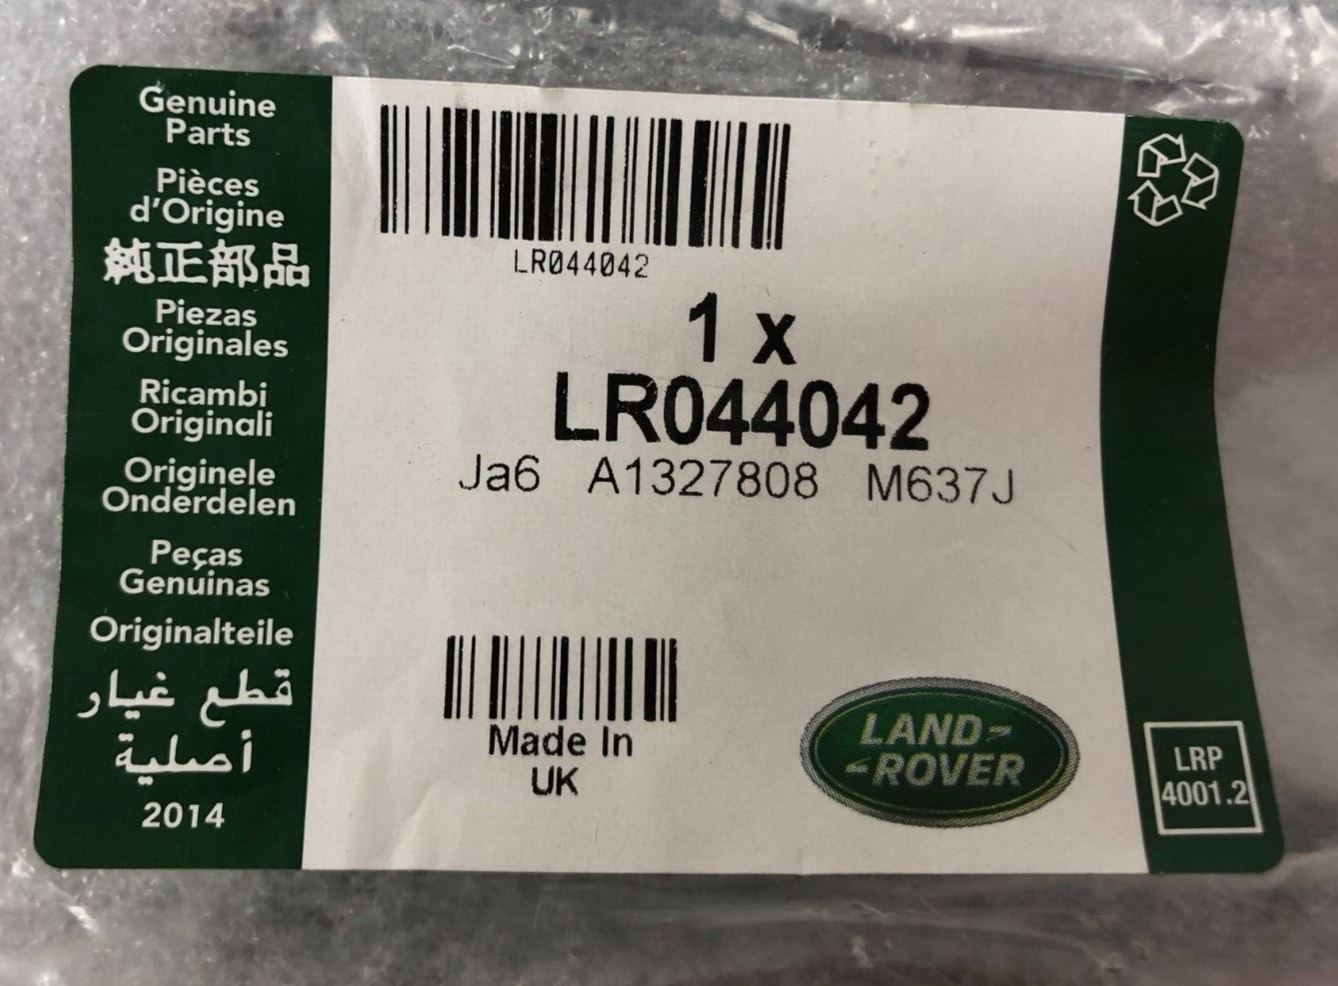 Genuine
Parts
Pièces
d'Origine
純正部品
Piezas
Originales
Ricambi
Originali
Originele
Onderdelen
Peças
Genuinas
Originalteile
قطع غيار
أصلية
2014
LR044042
1 x
LR044042
Ja6 A1327808 M637J
Made In
UK
LAND-
-ROVER
LRP
4001.2